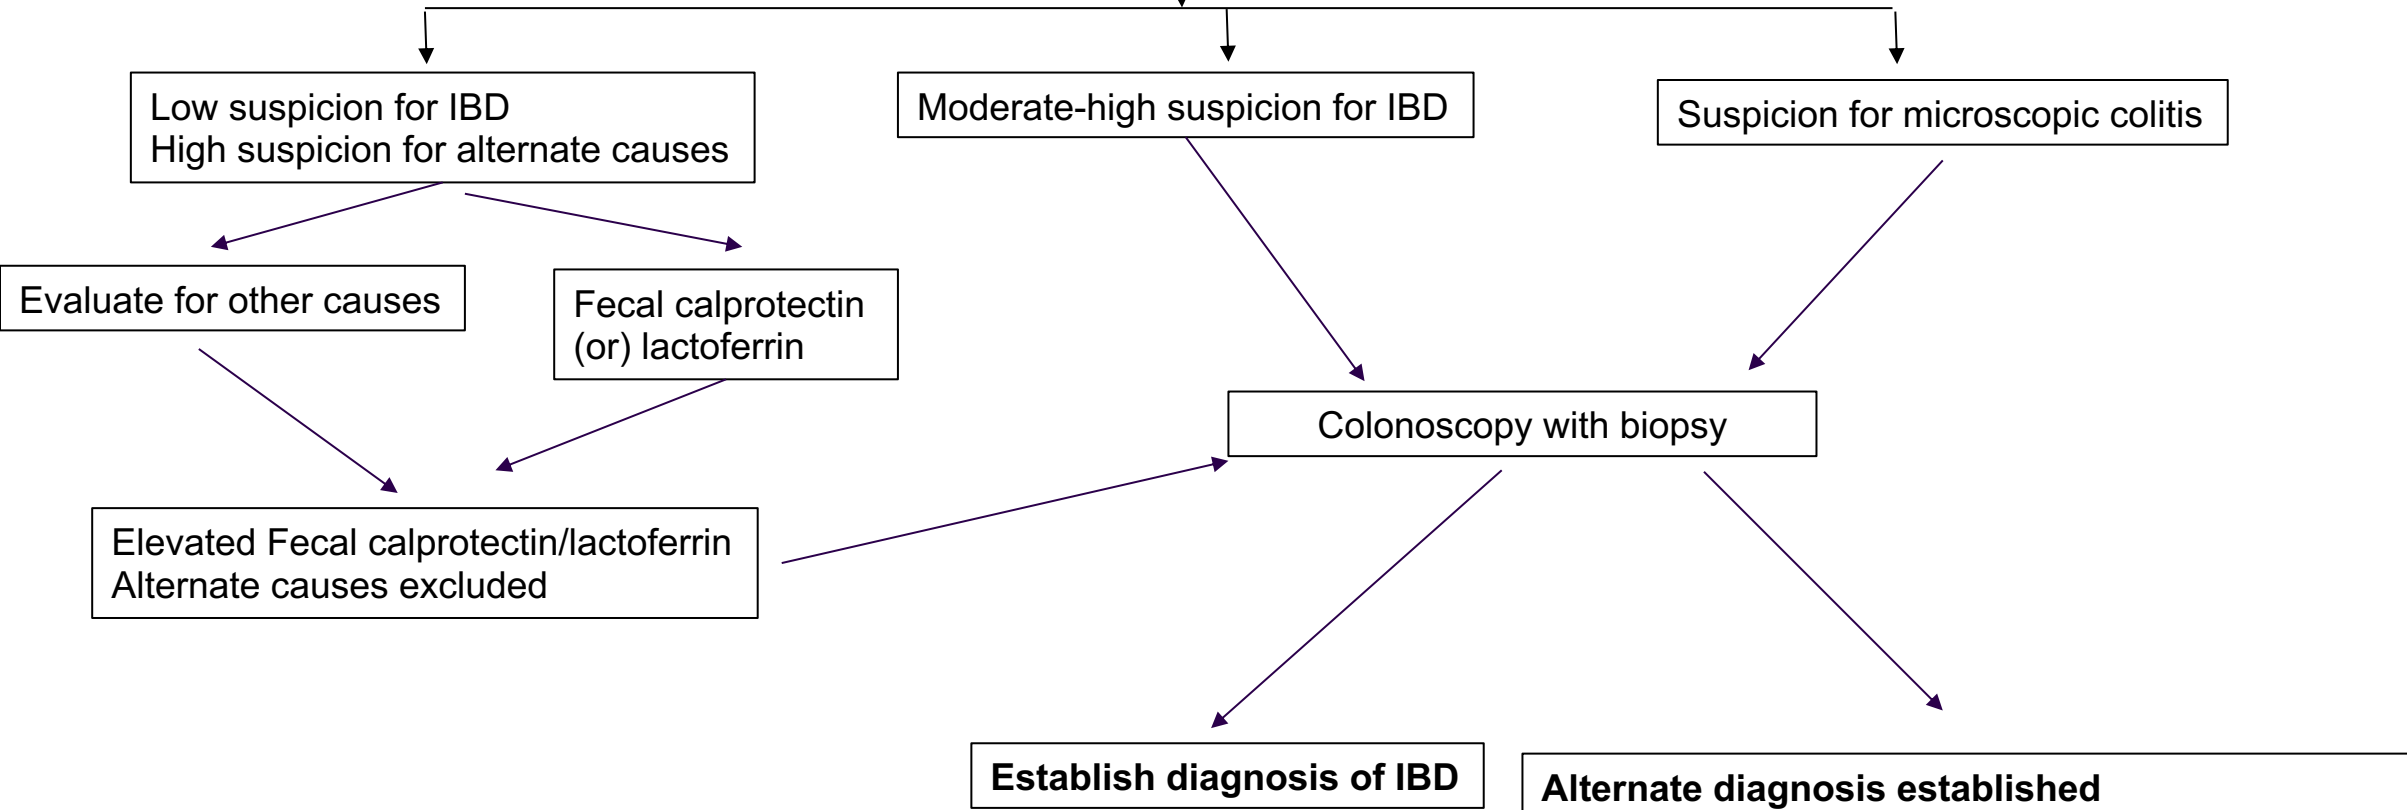 Low suspicion for IBD
High suspicion for alternate causes
Moderate-high suspicion for IBD
Suspicion for microscopic colitis
Evaluate for other causes
Fecal calprotectin
(or) lactoferrin
Colonoscopy with biopsy
Elevated Fecal calprotectin/lactoferrin
Alternate causes excluded
Establish diagnosis of IBD
Alternate diagnosis established